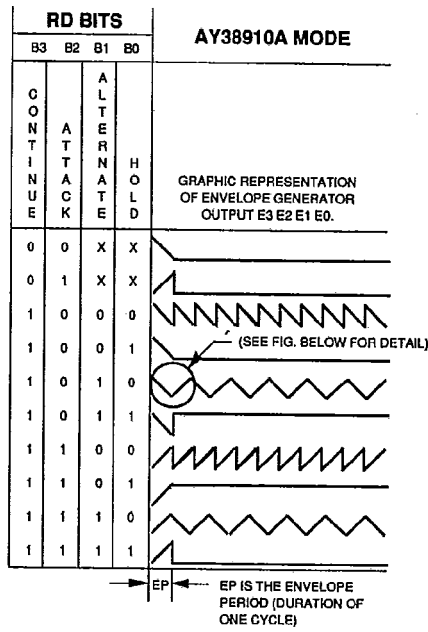 RD BITS
AY38910A MODE
B3 B2 B1 B0
CONTINUE
ATTACK
ALTERNATE
HOLD
GRAPHIC REPRESENTATION
OF ENVELOPE GENERATOR
OUTPUT E3 E2 E1 E0.
0 0 X X
0 1 X X
1 0 0 0
1 0 0 1
(SEE FIG. BELOW FOR DETAIL)
1 0 1 0
1 0 1 1
1 1 0 0
1 1 0 1
1 1 1 0
1 1 1 1
EP
EP IS THE ENVELOPE
PERIOD (DURATION OF
ONE CYCLE)